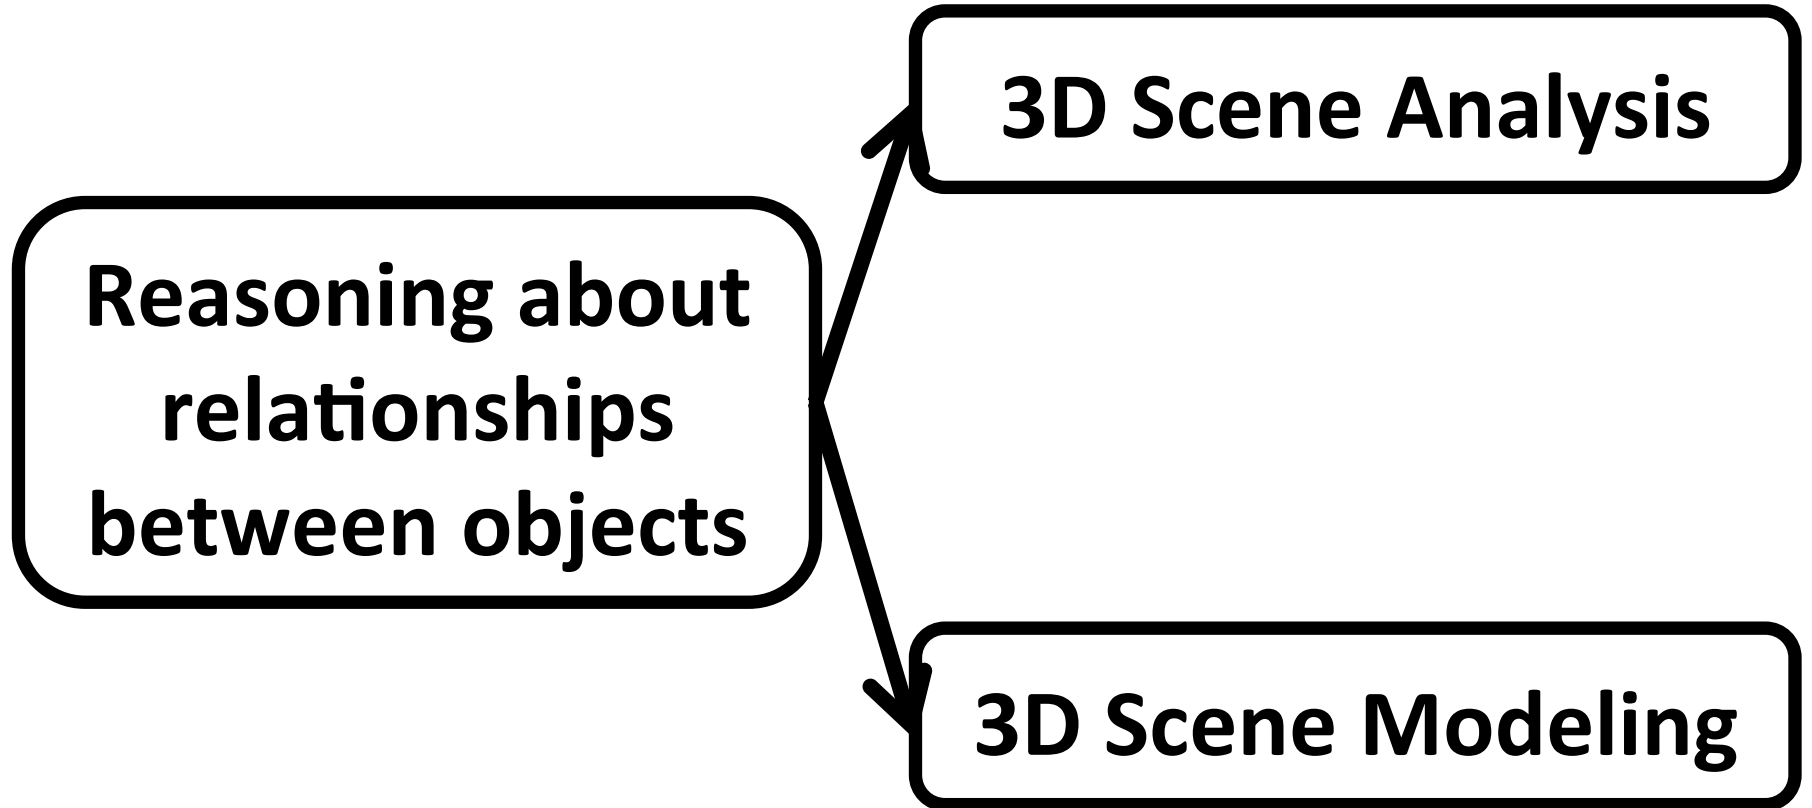 3D Scene Analysis
Reasoning about
relationships
between objects
3D Scene Modeling